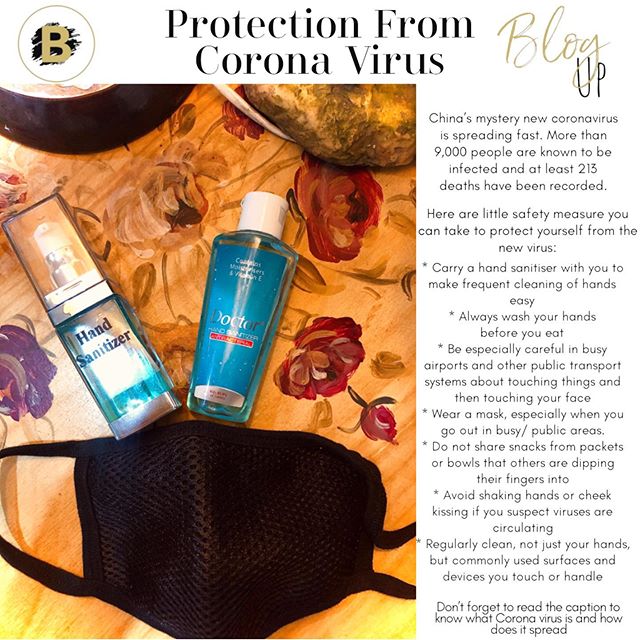 B
Protection From
Corona Virus
Blog
UP
China's mystery new coronavirus
is spreading fast. More than
9,000 people are known to be
infected and at least 213
deaths have been recorded.
Here are little safety measure you
can take to protect yourself from the
new virus:
* Carry a hand sanitiser with you to
make frequent cleaning of hands
easy
* Always wash your hands
before you eat
* Be especially careful in busy
airports and other public transport
systems about touching things and
then touching your face
* Wear a mask, especially when you
go out in busy/ public areas.
* Do not share snacks from packets
or bowls that others are dipping
their fingers into
* Avoid shaking hands or cheek
kissing if you suspect viruses are
circulating
* Regularly clean, not just your hands,
but commonly used surfaces and
devices you touch or handle
Don't forget to read the caption to
know what Corona virus is and how
does it spread
Hand
Sanitizer
Contains
Moisturisers
& Vitamin E
Doctor
HAND SANITIZER